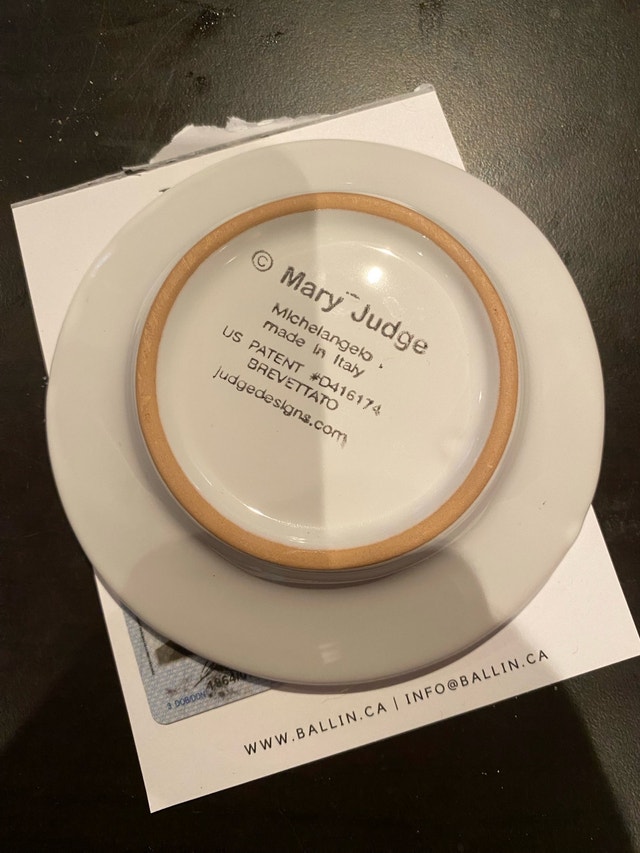 © Mary Judge
Michelangelo
made in Italy
US PATENT #D416174
BREVETTATO
judgedesigns.com
WWW.BALLIN.CA | INFO@BALLIN.CA